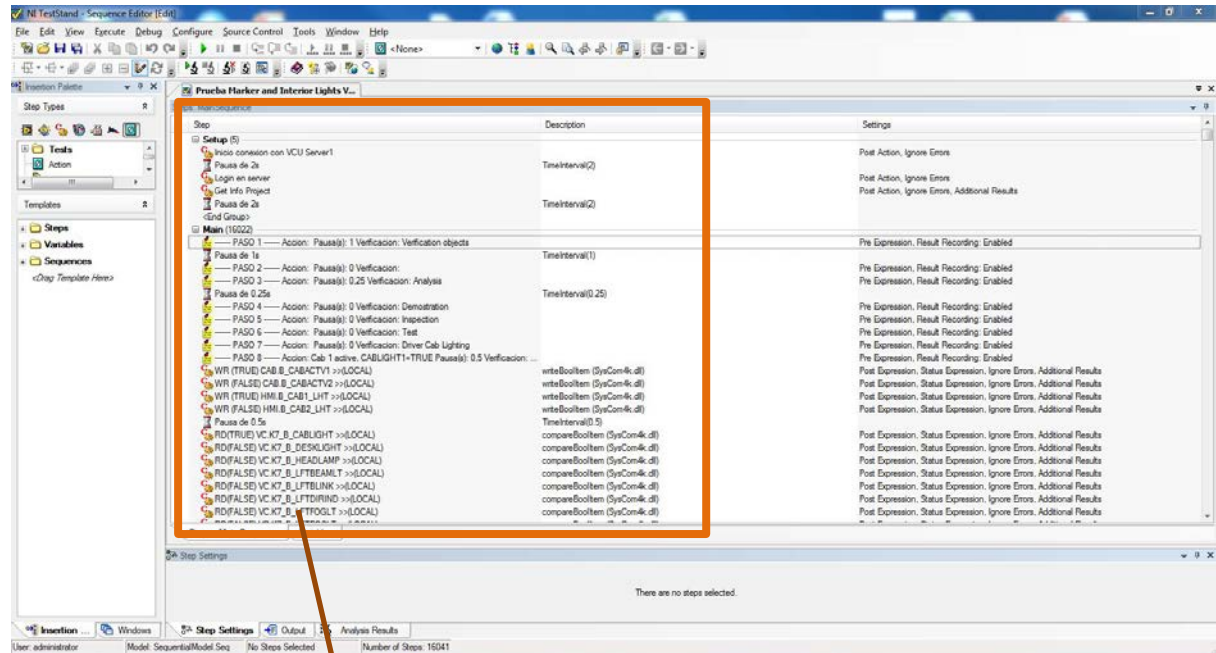 NI TestStand - Sequence Editor [Edit]
File Edit View Execute Debug Configure Source Control Tools Window Help
<None>
Insertion Palette
Prueba Marker and Interior Lights V...
Step Types
MainSequence
Step Description Settings
Setup (5)
Inicio conexion con VCU Server1 Post Action, Ignore Errors
Tests
Pausa de 2s TimeInterval(2)
Action
Login en server Post Action, Ignore Errors
Get Info Project Post Action, Ignore Errors, Additional Results
Templates
Pausa de 2s TimeInterval(2)
<End Group>
Steps
Main (16022)
Variables
---- PASO 1 ---- Accion: Pausa(s): 1 Verificacion: Verification objects Pre Expression, Result Recording: Enabled
Sequences
Pausa de 1s TimeInterval(1)
<Drag Template Here>
---- PASO 2 ---- Accion: Pausa(s): 0 Verificacion: Pre Expression, Result Recording: Enabled
---- PASO 3 ---- Accion: Pausa(s): 0.25 Verificacion: Analysis Pre Expression, Result Recording: Enabled
Pausa de 0.25s TimeInterval(0.25)
---- PASO 4 ---- Accion: Pausa(s): 0 Verificacion: Demostration Pre Expression, Result Recording: Enabled
---- PASO 5 ---- Accion: Pausa(s): 0 Verificacion: Inspection Pre Expression, Result Recording: Enabled
---- PASO 6 ---- Accion: Pausa(s): 0 Verificacion: Test Pre Expression, Result Recording: Enabled
---- PASO 7 ---- Accion: Pausa(s): 0 Verificacion: Driver Cab Lighting Pre Expression, Result Recording: Enabled
---- PASO 8 ---- Accion: Cab 1 active, CABLIGHT1=TRUE Pausa(s): 0.5 Verificacion: ... Pre Expression, Result Recording: Enabled
WR (TRUE) CAB.B_CABACTV1 >>(LOCAL) writeBoolItem (SysCom4k.dll) Post Expression, Status Expression, Ignore Errors, Additional Results
WR (FALSE) CAB.B_CABACTV2 >>(LOCAL) writeBoolItem (SysCom4k.dll) Post Expression, Status Expression, Ignore Errors, Additional Results
WR (TRUE) HMI.B_CAB1_LHT >>(LOCAL) writeBoolItem (SysCom4k.dll) Post Expression, Status Expression, Ignore Errors, Additional Results
WR (FALSE) HMI.B_CAB2_LHT >>(LOCAL) writeBoolItem (SysCom4k.dll) Post Expression, Status Expression, Ignore Errors, Additional Results
Pausa de 0.5s TimeInterval(0.5)
RD(TRUE) VC.K7_B_CABLIGHT >>(LOCAL) compareBoolItem (SysCom4k.dll) Post Expression, Status Expression, Ignore Errors, Additional Results
RD(FALSE) VC.K7_B_DESKLIGHT >>(LOCAL) compareBoolItem (SysCom4k.dll) Post Expression, Status Expression, Ignore Errors, Additional Results
RD(FALSE) VC.K7_B_HEADLAMP >>(LOCAL) compareBoolItem (SysCom4k.dll) Post Expression, Status Expression, Ignore Errors, Additional Results
RD(FALSE) VC.K7_B_LFTBEAMLT >>(LOCAL) compareBoolItem (SysCom4k.dll) Post Expression, Status Expression, Ignore Errors, Additional Results
RD(FALSE) VC.K7_B_LFTBLINK >>(LOCAL) compareBoolItem (SysCom4k.dll) Post Expression, Status Expression, Ignore Errors, Additional Results
RD(FALSE) VC.K7_B_LFTDIRIND >>(LOCAL) compareBoolItem (SysCom4k.dll) Post Expression, Status Expression, Ignore Errors, Additional Results
RD(FALSE) VC.K7_B_LFTFOGLT >>(LOCAL) compareBoolItem (SysCom4k.dll) Post Expression, Status Expression, Ignore Errors, Additional Results
Step Settings
There are no steps selected.
Insertion ... Windows Step Settings Output Analysis Results
User: administrator Model: SequentialModel.Seq No Steps Selected Number of Steps: 16041